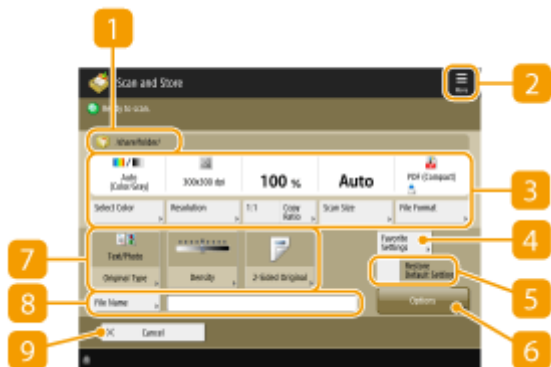 1
Scan and Store
2
Menu
Ready to scan.
/sharefolder/
Auto
(Color/Gray)
300x300 dpi
100 %
Auto
PDF (Compact)
3
Select Color
Resolution
1:1
Copy
Ratio
Scan Size
File Format
7
Text/Photo
Original Type
Density
2-Sided Original
Favorite
Settings
4
Restore
Default Settings
5
8
File Name
Options
6
9
Cancel